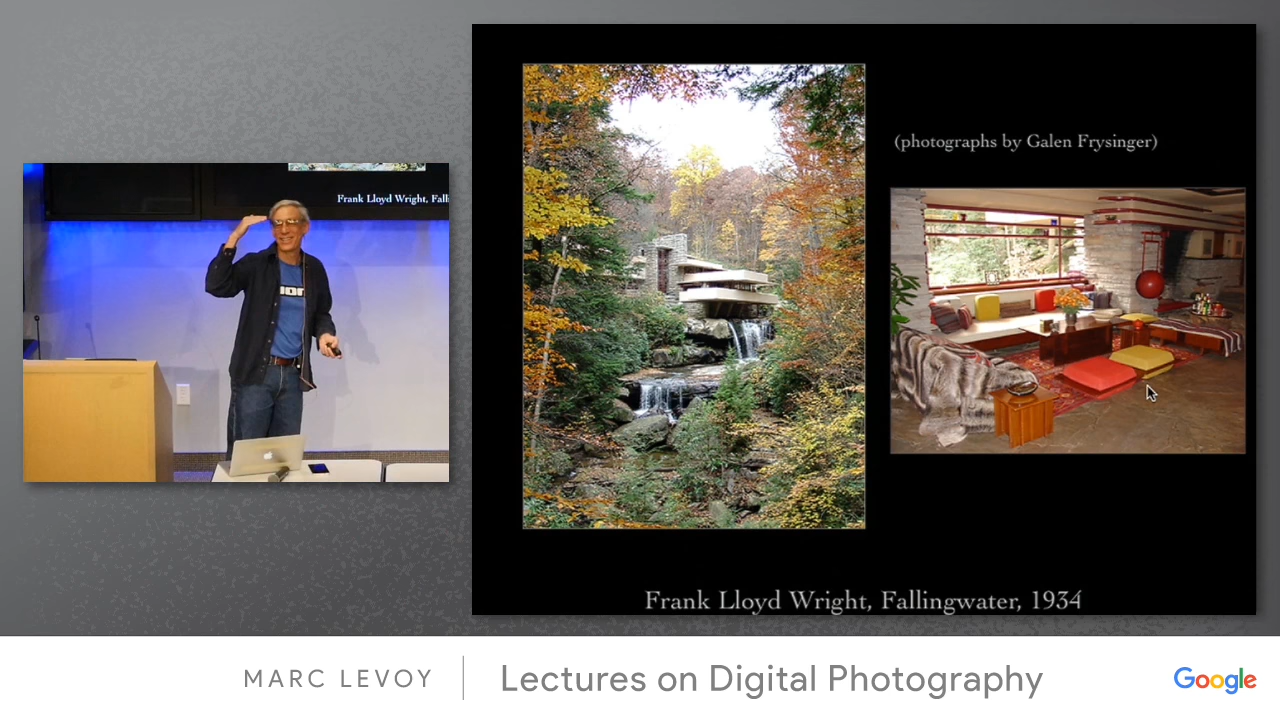 Frank Lloyd Wright, Fall
(photographs by Galen Frysinger)
Frank Lloyd Wright, Fallingwater, 1934
MARC LEVOY
Lectures on Digital Photography
Google